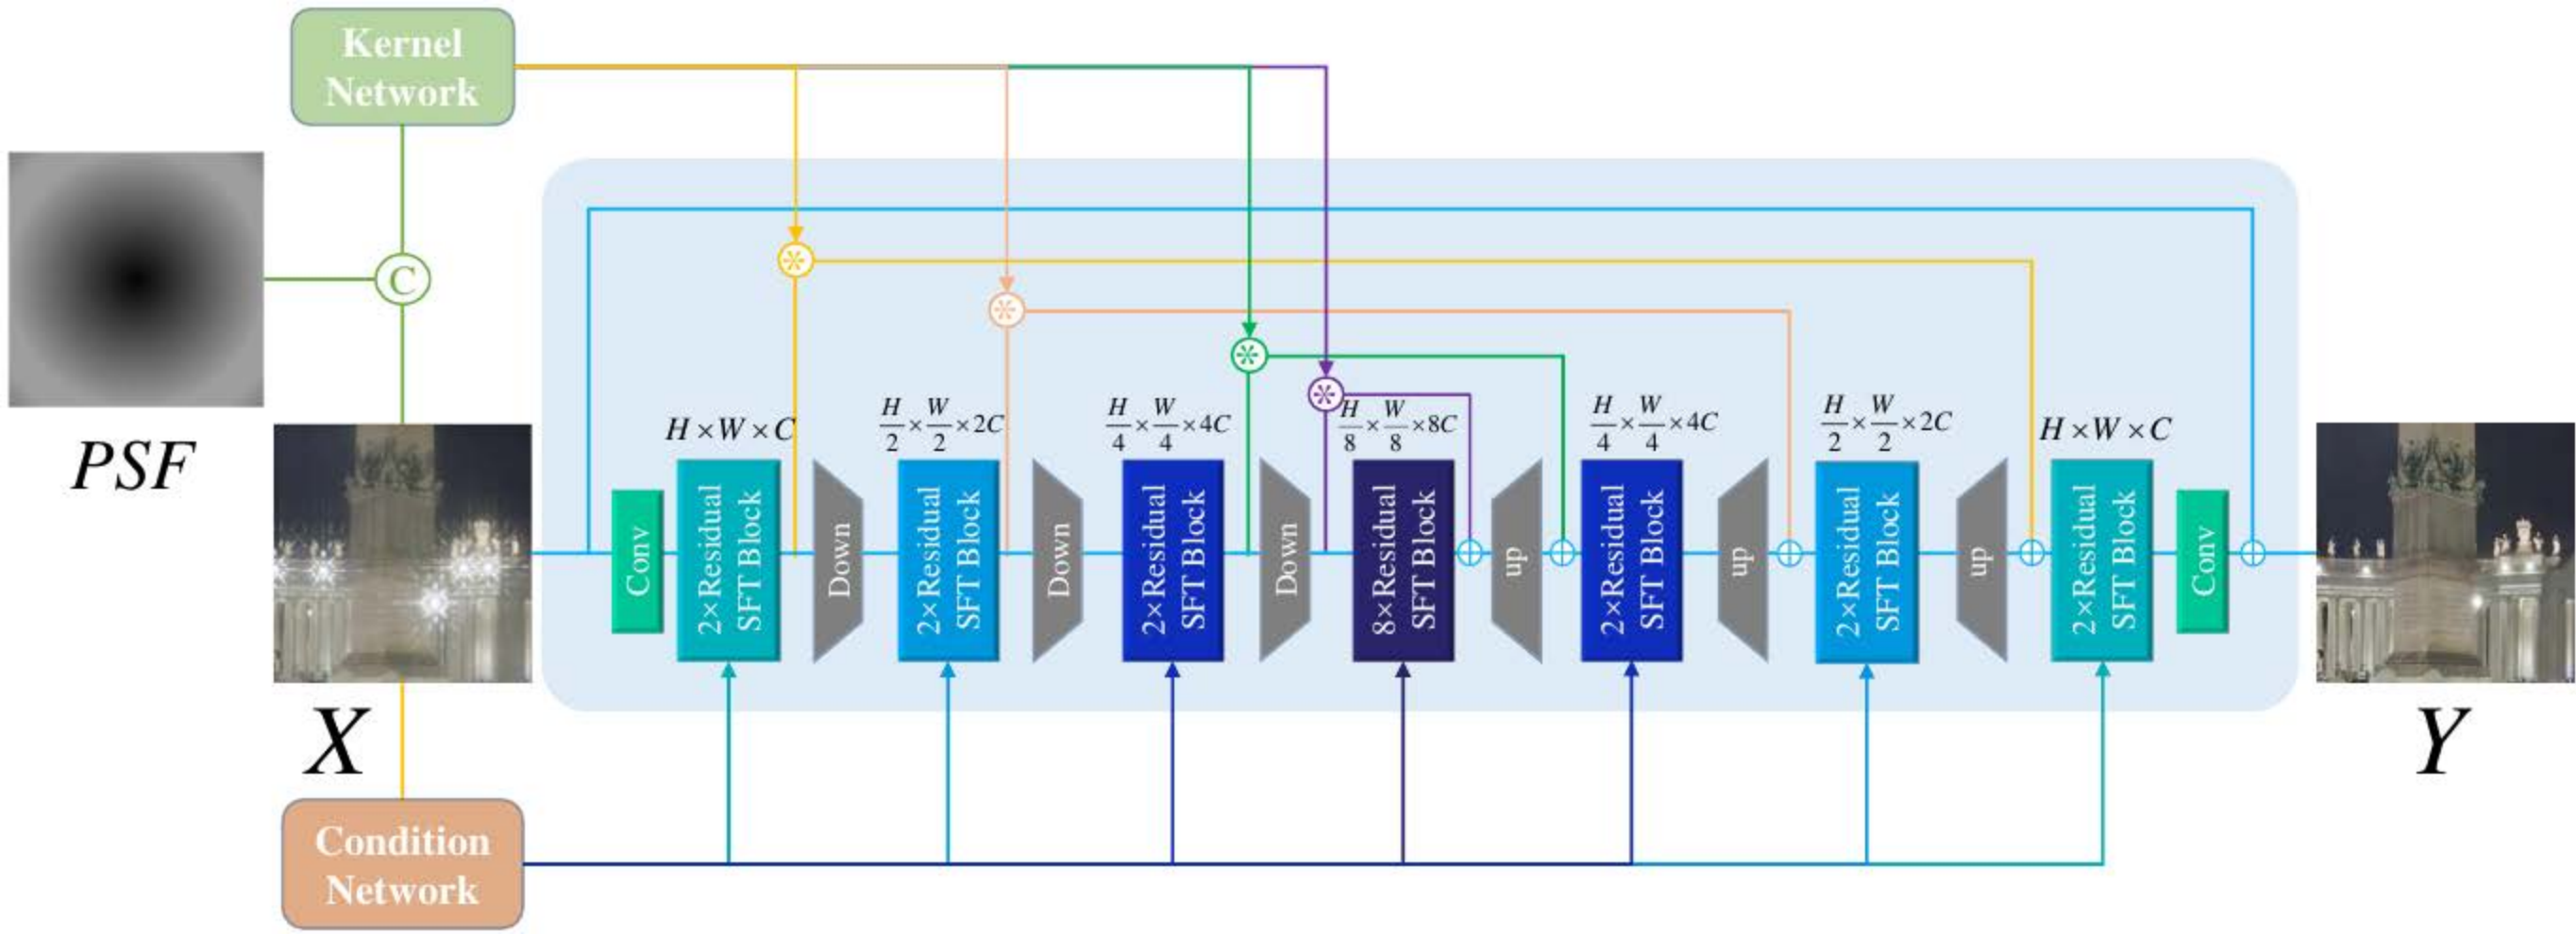 Kernel
Network
C
PSF
X
Condition
Network
H×W×C
H/2×W/2×2C
H/4×W/4×4C
H/8×W/8×8C
H/4×W/4×4C
H/2×W/2×2C
H×W×C
Conv
2×Residual
SFT Block
Down
2×Residual
SFT Block
Down
2×Residual
SFT Block
Down
8×Residual
SFT Block
up
2×Residual
SFT Block
up
2×Residual
SFT Block
up
2×Residual
SFT Block
Conv
Y